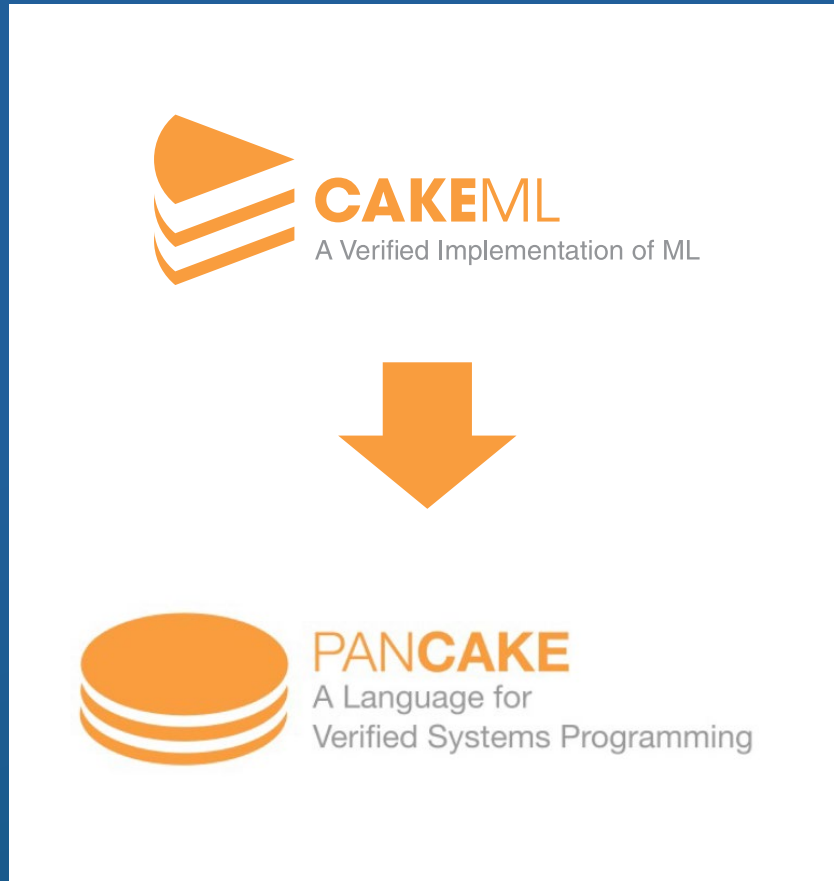 CAKEML
A Verified Implementation of ML
PANCAKE
A Language for
Verified Systems Programming